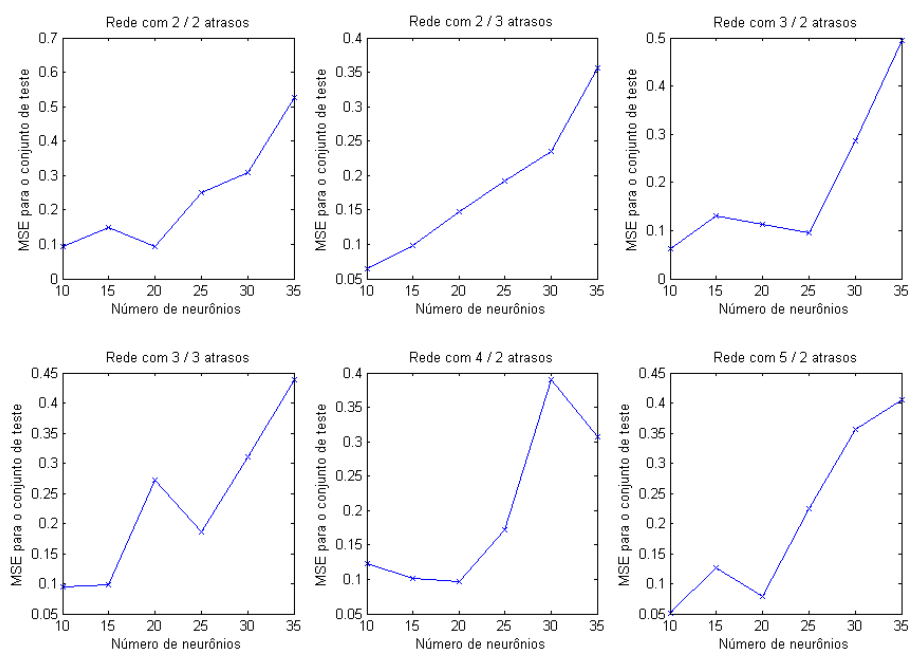 Rede com 2 / 2 atrasos
0.7
0.6
0.5
0.4
0.3
0.2
0.1
0
10 15 20 25 30 35
MSE para o conjunto de teste
Número de neurônios
Rede com 2 / 3 atrasos
0.4
0.35
0.3
0.25
0.2
0.15
0.1
0.05
10 15 20 25 30 35
MSE para o conjunto de teste
Número de neurônios
Rede com 3 / 2 atrasos
0.5
0.4
0.3
0.2
0.1
0
10 15 20 25 30 35
MSE para o conjunto de teste
Número de neurônios
Rede com 3 / 3 atrasos
0.45
0.4
0.35
0.3
0.25
0.2
0.15
0.1
0.05
10 15 20 25 30 35
MSE para o conjunto de teste
Número de neurônios
Rede com 4 / 2 atrasos
0.4
0.35
0.3
0.25
0.2
0.15
0.1
0.05
10 15 20 25 30 35
MSE para o conjunto de teste
Número de neurônios
Rede com 5 / 2 atrasos
0.45
0.4
0.35
0.3
0.25
0.2
0.15
0.1
0.05
10 15 20 25 30 35
MSE para o conjunto de teste
Número de neurônios